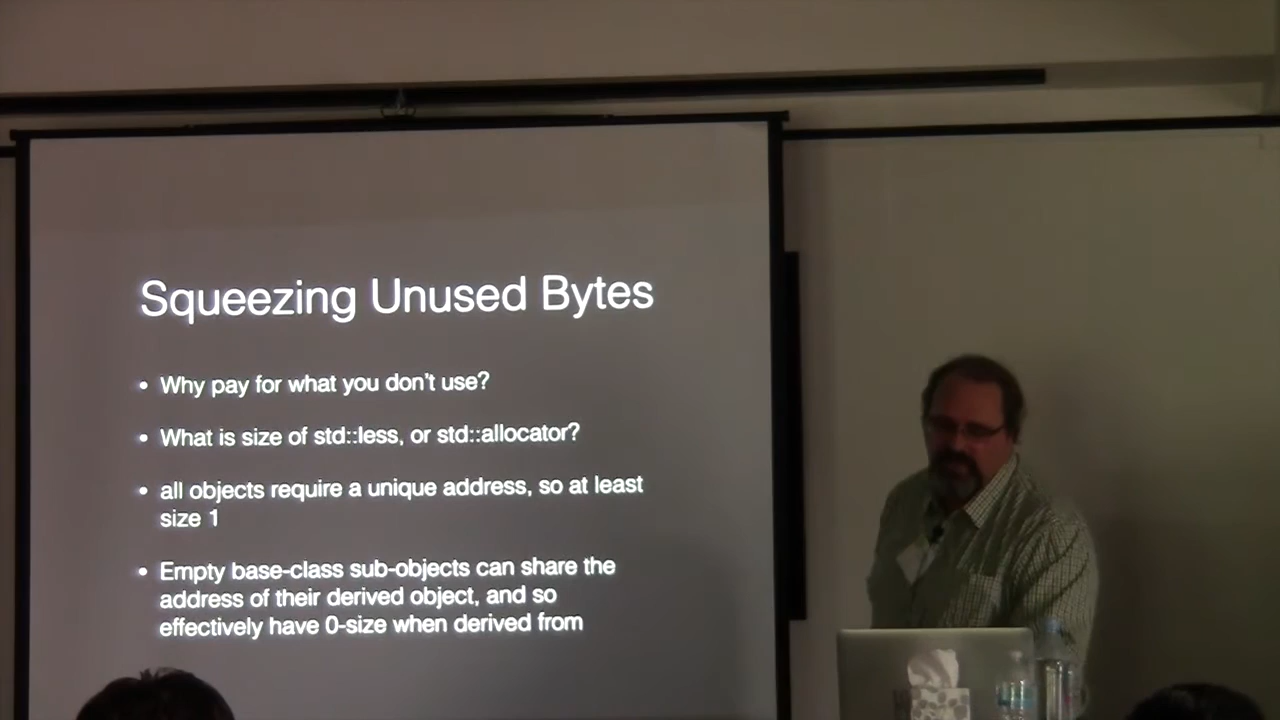 Squeezing Unused Bytes
• Why pay for what you don't use?
• What is size of std::less, or std::allocator?
• all objects require a unique address, so at least
size 1
• Empty base-class sub-objects can share the
address of their derived object, and so
effectively have 0-size when derived from